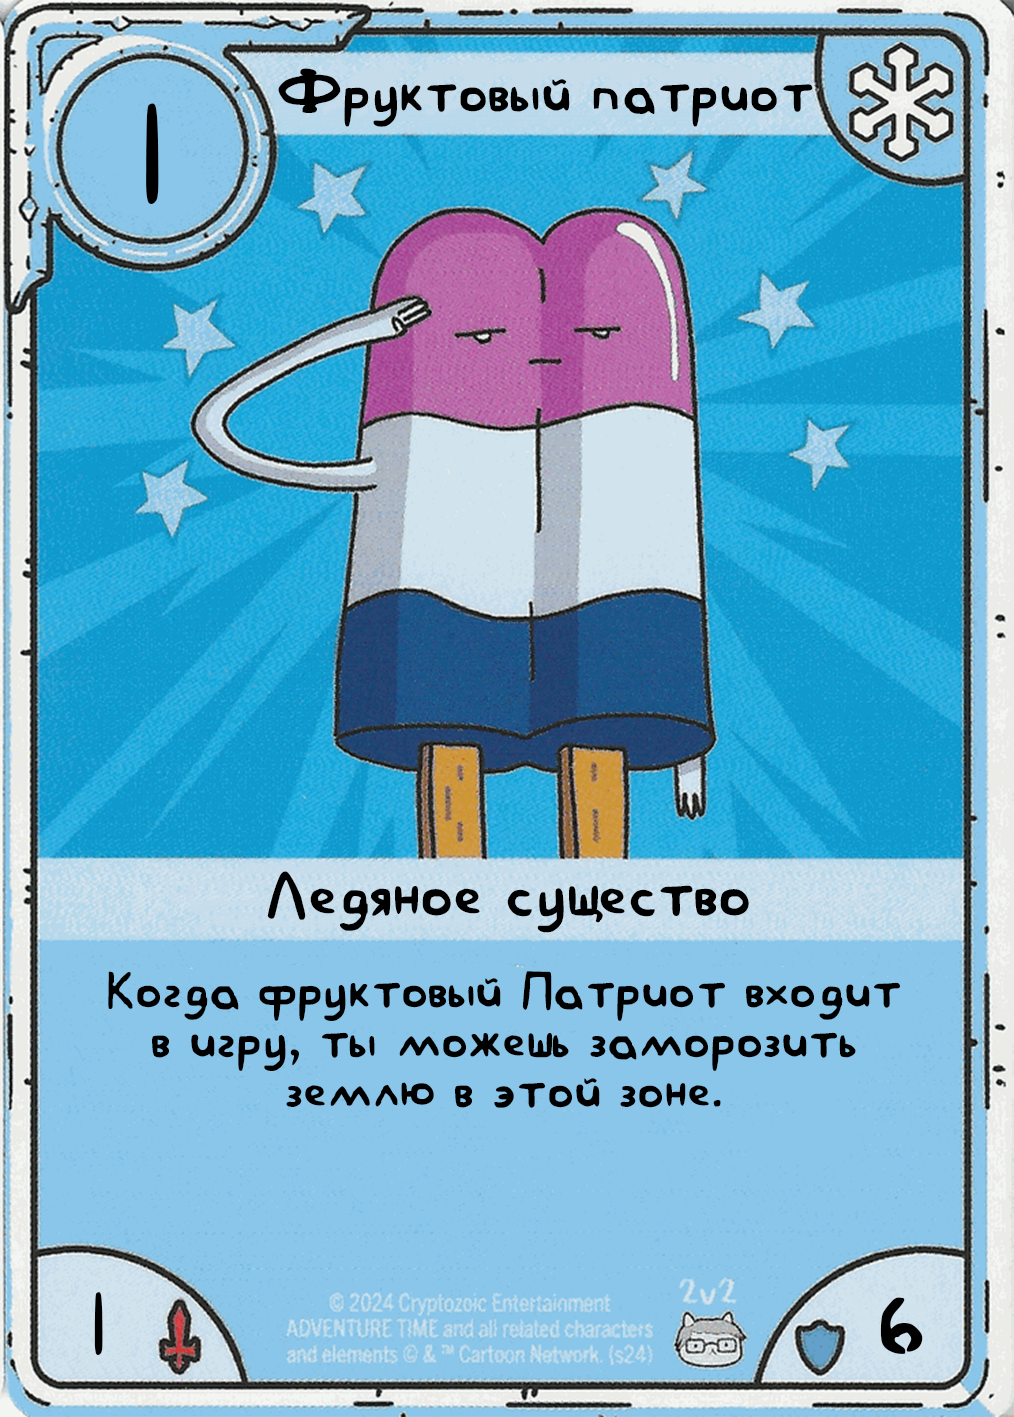 1
Фруктовый патриот
Ледяное существо
Когда фруктовый Патриот входит
в игру, ты можешь заморозить
землю в этой зоне.
1
© 2024 Cryptozoic Entertainment
ADVENTURE TIME and all related characters
and elements © & ™ Cartoon Network. (s24)
2v2
6